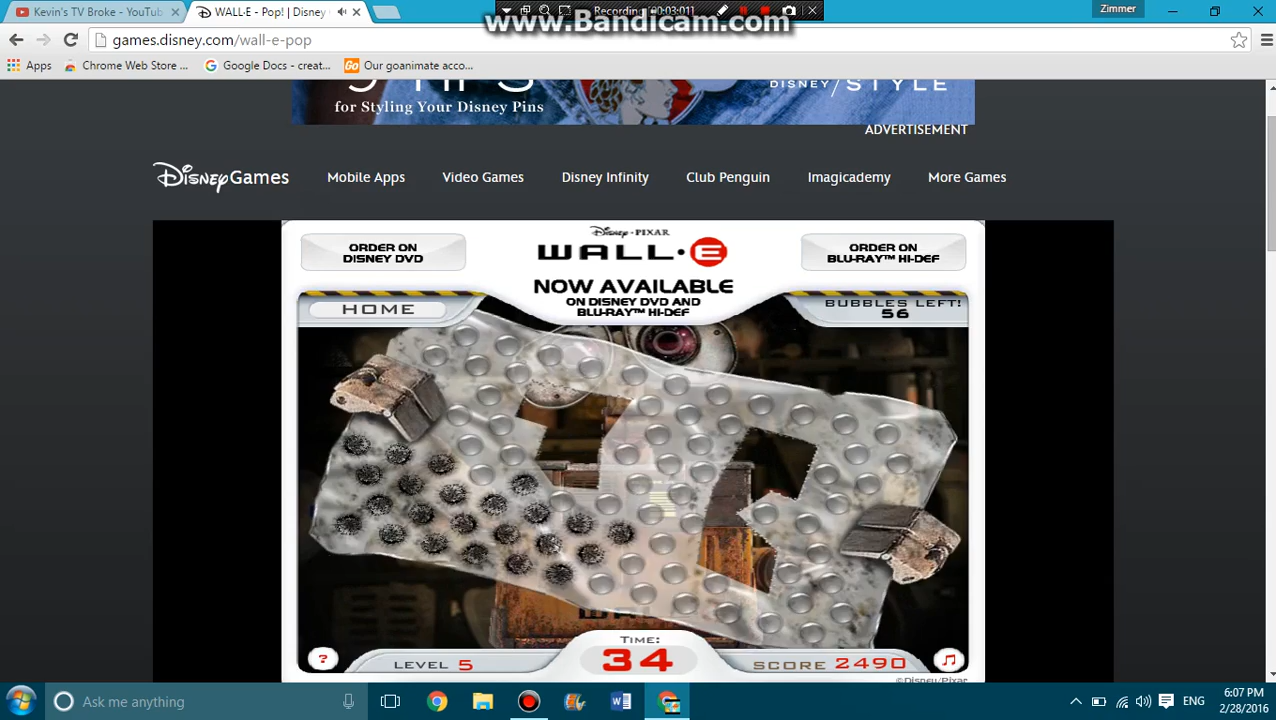 Kevin's TV Broke - YouTub
WALL•E - Pop! | Disney
Recording [00:03:01]
www.Bandicam.com
Zimmer
games.disney.com/wall-e-pop
Apps
Chrome Web Store ...
Google Docs - creat...
Go
Our goanimate acco...
for Styling Your Disney Pins
DISNEY/STYLE
ADVERTISEMENT
Disney Games
Mobile Apps
Video Games
Disney Infinity
Club Penguin
Imagicademy
More Games
ORDER ON
DISNEY DVD
Disney•PIXAR
WALL•E
ORDER ON
BLU-RAY™ HI-DEF
NOW AVAILABLE
ON DISNEY DVD AND
BLU-RAY™ HI-DEF
HOME
BUBBLES LEFT!
56
?
LEVEL 5
TIME:
34
SCORE 2490
©Disney/Pixar
Ask me anything
ENG
6:07 PM
2/28/2016